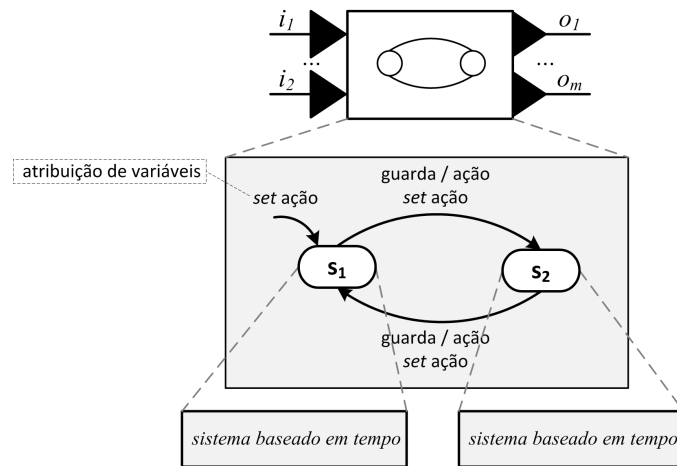 i1 o1
... ...
i2 om
atribuição de variáveis
set ação
guarda / ação
set ação
s1
s2
guarda / ação
set ação
sistema baseado em tempo
sistema baseado em tempo